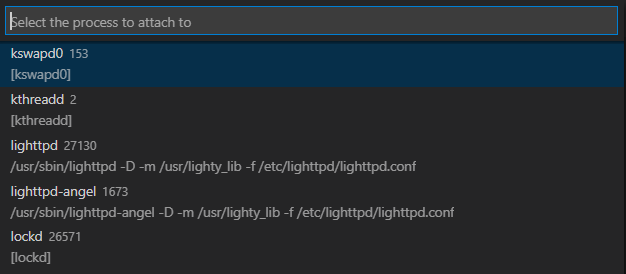 Select the process to attach to
kswapd0 153
[kswapd0]
kthreadd 2
[kthreadd]
lighttpd 27130
/usr/sbin/lighttpd -D -m /usr/lighty_lib -f /etc/lighttpd/lighttpd.conf
lighttpd-angel 1673
/usr/sbin/lighttpd-angel -D -m /usr/lighty_lib -f /etc/lighttpd/lighttpd.conf
lockd 26571
[lockd]